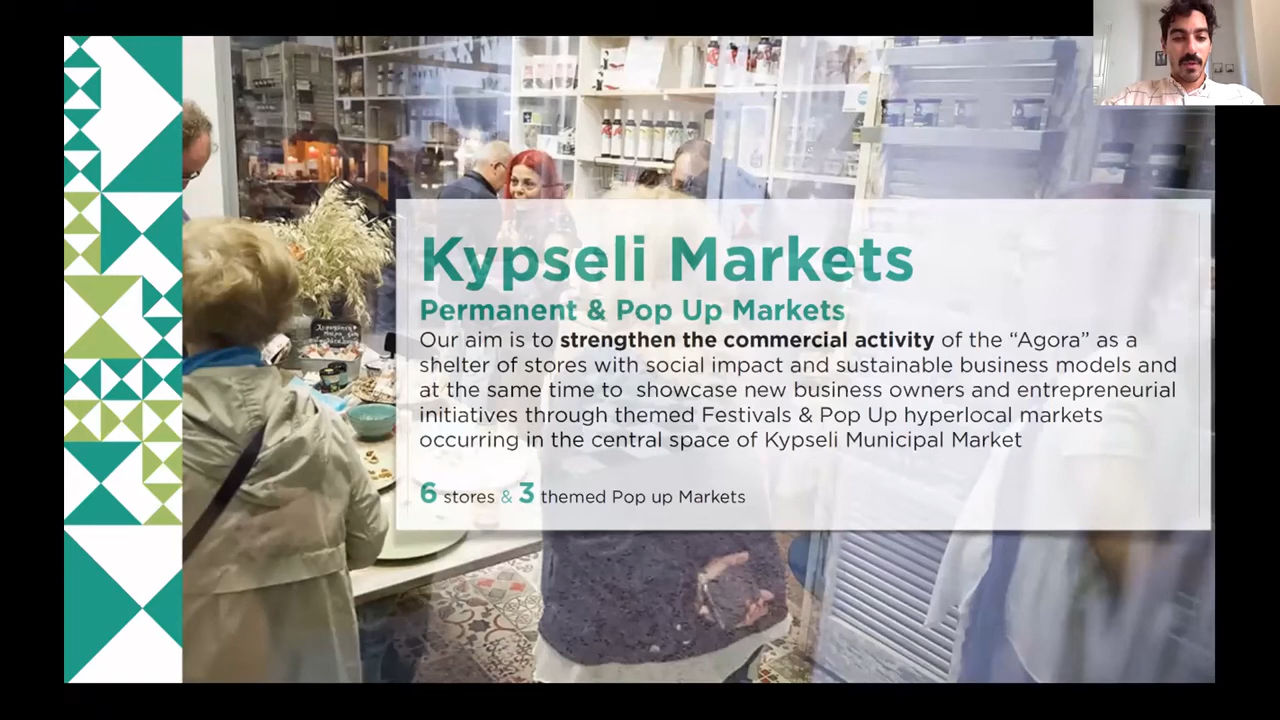 Kypseli Markets
Permanent & Pop Up Markets
Our aim is to strengthen the commercial activity of the “Agora” as a
shelter of stores with social impact and sustainable business models and
at the same time to showcase new business owners and entrepreneurial
initiatives through themed Festivals & Pop Up hyperlocal markets
occurring in the central space of Kypseli Municipal Market
6 stores & 3 themed Pop up Markets